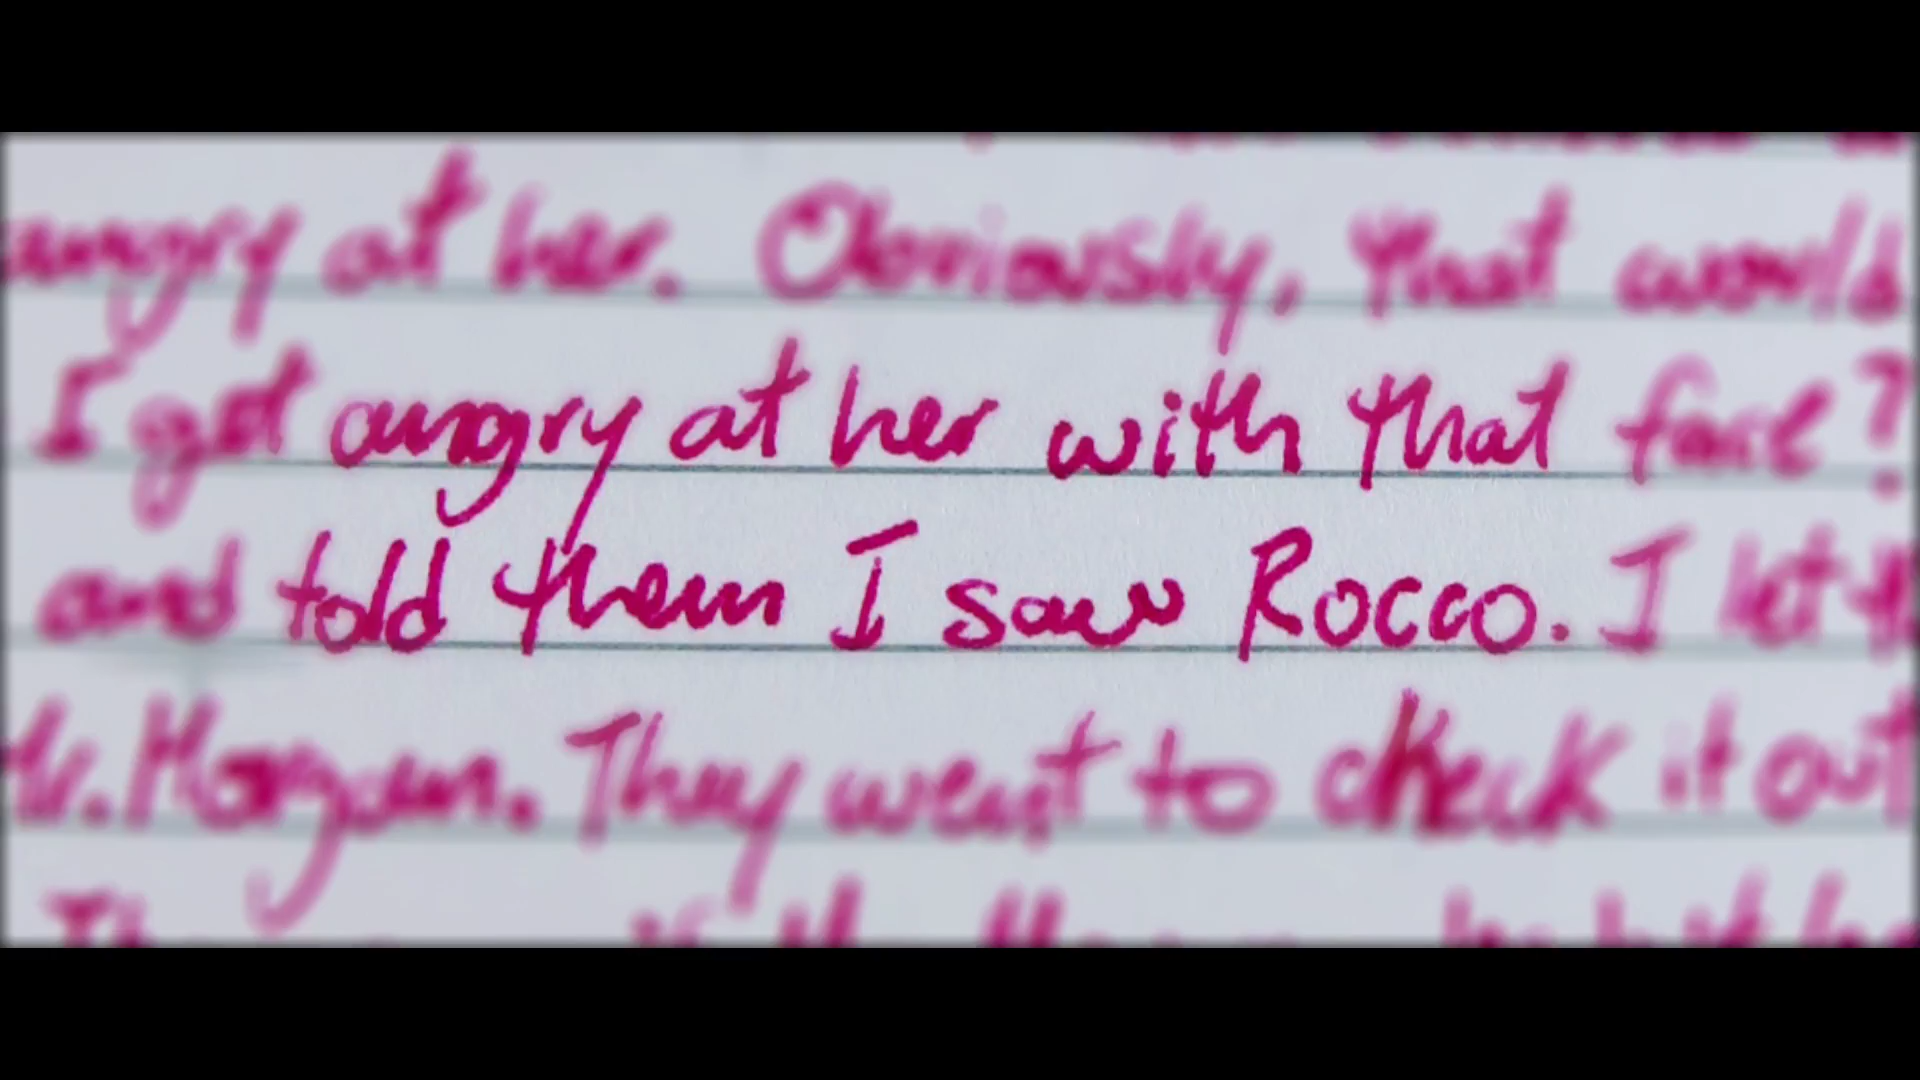 angry at her. Obviously, that would
I get angry at her with that face?
and told them I saw Rocco. I let
Mr. Morgan. They went to check it out